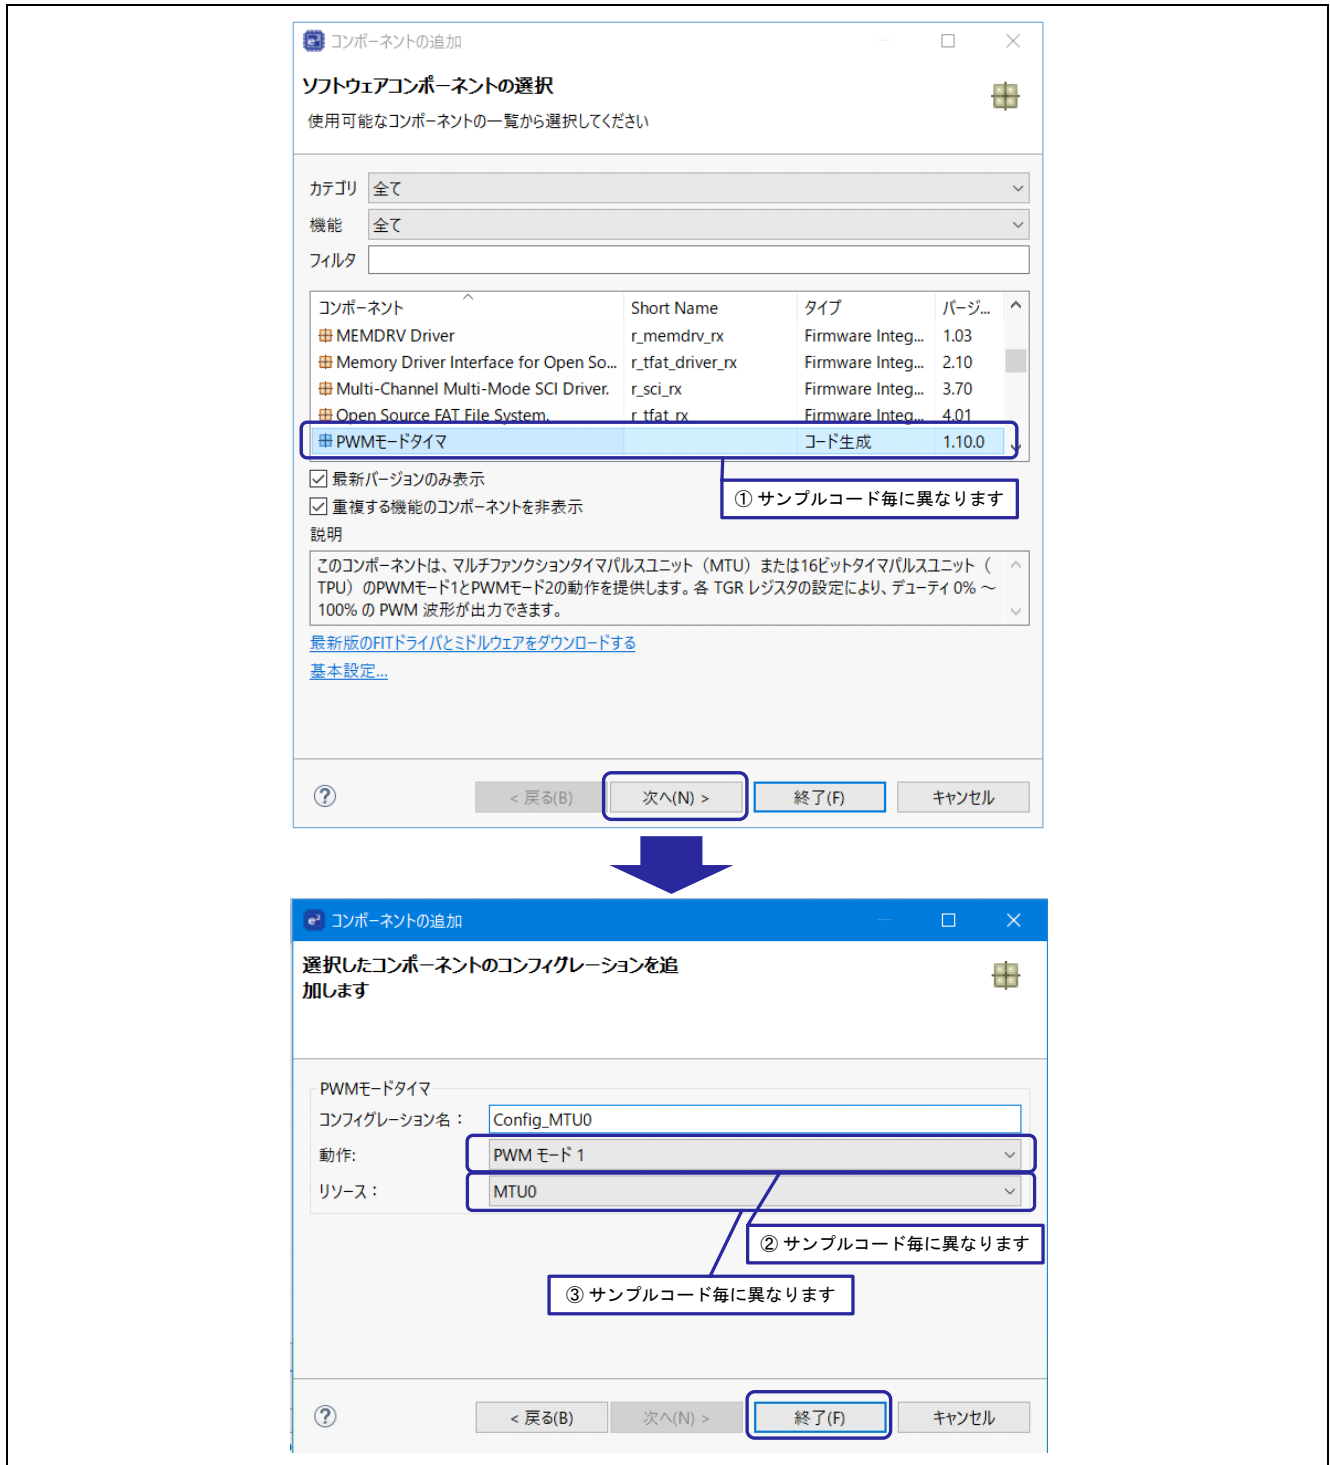 コンポーネントの追加
ソフトウェアコンポーネントの選択
使用可能なコンポーネントの一覧から選択してください
カテゴリ 全て
機能 全て
フィルタ
コンポーネント Short Name タイプ バージ...
MEMDRV Driver r_memdrv_rx Firmware Integ... 1.03
Memory Driver Interface for Open So... r_tfat_driver_rx Firmware Integ... 2.10
Multi-Channel Multi-Mode SCI Driver. r_sci_rx Firmware Integ... 3.70
Open Source FAT File System. r_tfat_rx Firmware Integ... 4.01
PWMモードタイマ コード生成 1.10.0
最新バージョンのみ表示
① サンプルコード毎に異なります
重複する機能のコンポーネントを非表示
説明
このコンポーネントは、マルチファンクションタイマパルスユニット（MTU）または16ビットタイマパルスユニット（
TPU）のPWMモード1とPWMモード2の動作を提供します。各 TGR レジスタの設定により、デューティ 0% ～
100% の PWM 波形が出力できます。
最新版のFITドライバとミドルウェアをダウンロードする
基本設定...
< 戻る(B) 次へ(N) > 終了(F) キャンセル
コンポーネントの追加
選択したコンポーネントのコンフィグレーションを追
加します
PWMモードタイマ
コンフィグレーション名： Config_MTU0
動作: PWM モード 1
リソース： MTU0
② サンプルコード毎に異なります
③ サンプルコード毎に異なります
< 戻る(B) 次へ(N) > 終了(F) キャンセル